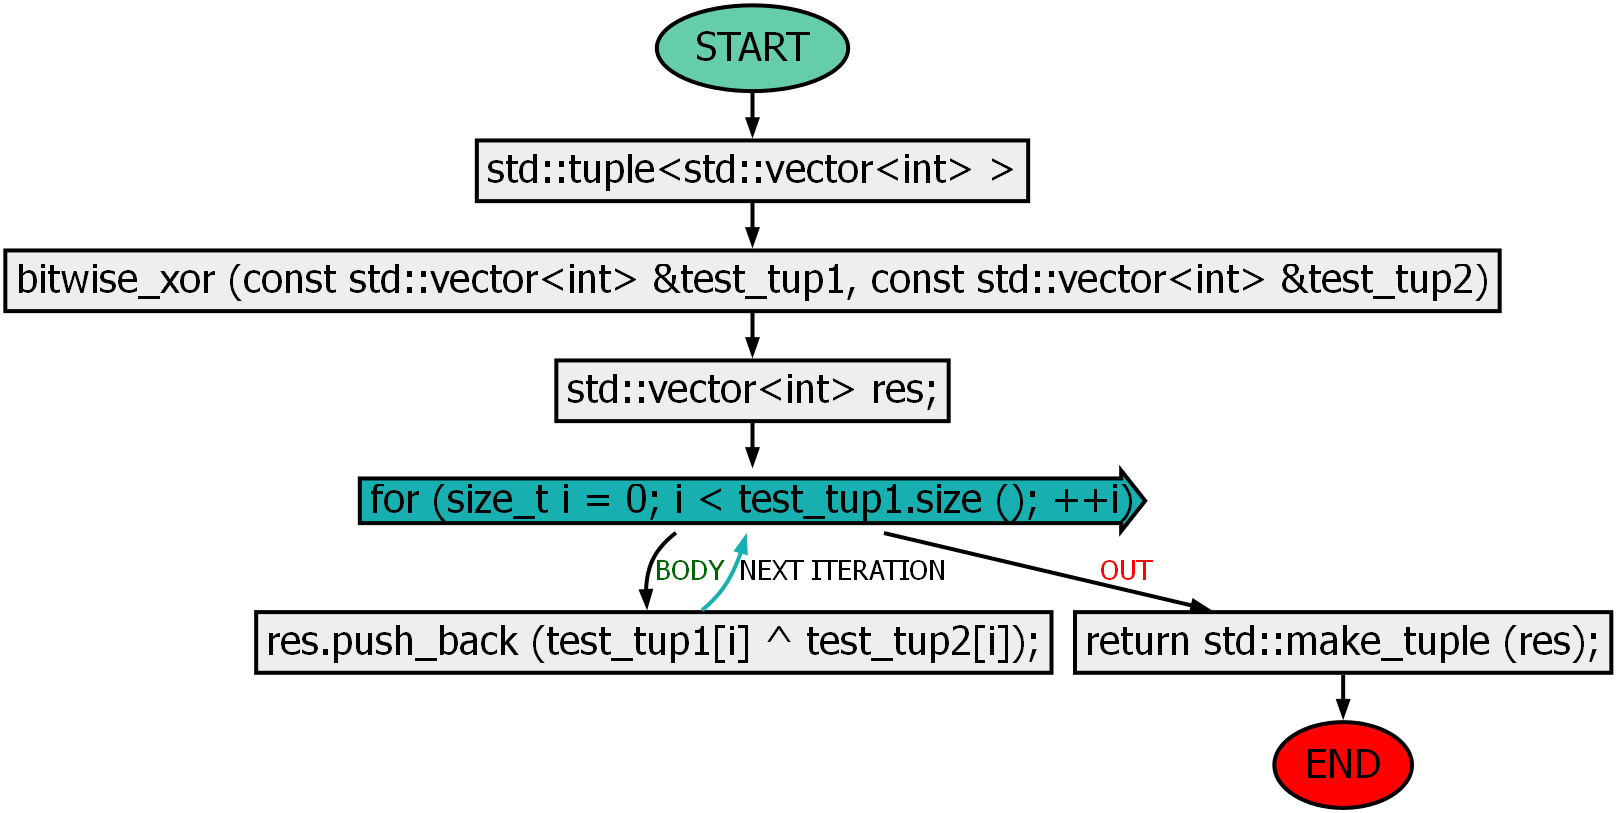 START
std::tuple<std::vector<int> >
bitwise_xor (const std::vector<int> &test_tup1, const std::vector<int> &test_tup2)
std::vector<int> res;
for (size_t i = 0; i < test_tup1.size (); ++i)
BODY
NEXT ITERATION
OUT
res.push_back (test_tup1[i] ^ test_tup2[i]);
return std::make_tuple (res);
END